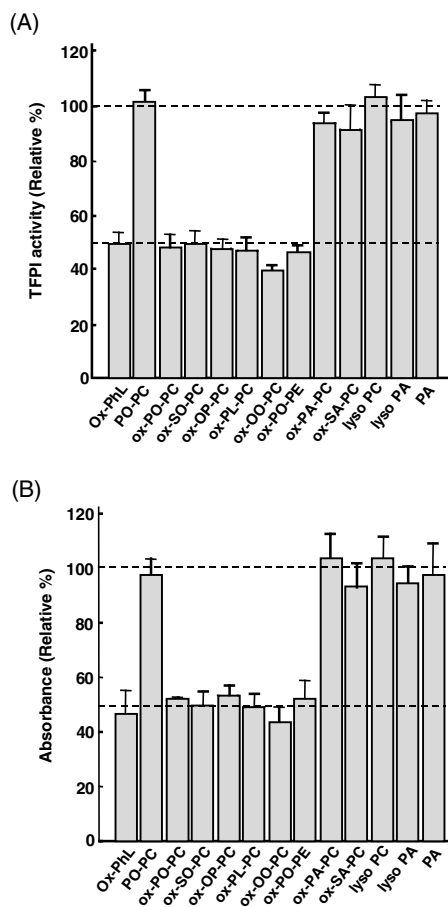 (A)
TFPI activity (Relative %)
120
100
80
60
40
20
0
Ox-PhL
PO-PC
ox-PO-PC
ox-SO-PC
ox-OP-PC
ox-PL-PC
ox-OO-PC
ox-PO-PE
ox-PA-PC
ox-SA-PC
lyso PC
lyso PA
PA
(B)
Absorbance (Relative %)
120
100
80
60
40
20
0
Ox-PhL
PO-PC
ox-PO-PC
ox-SO-PC
ox-OP-PC
ox-PL-PC
ox-OO-PC
ox-PO-PE
ox-PA-PC
ox-SA-PC
lyso PC
lyso PA
PA